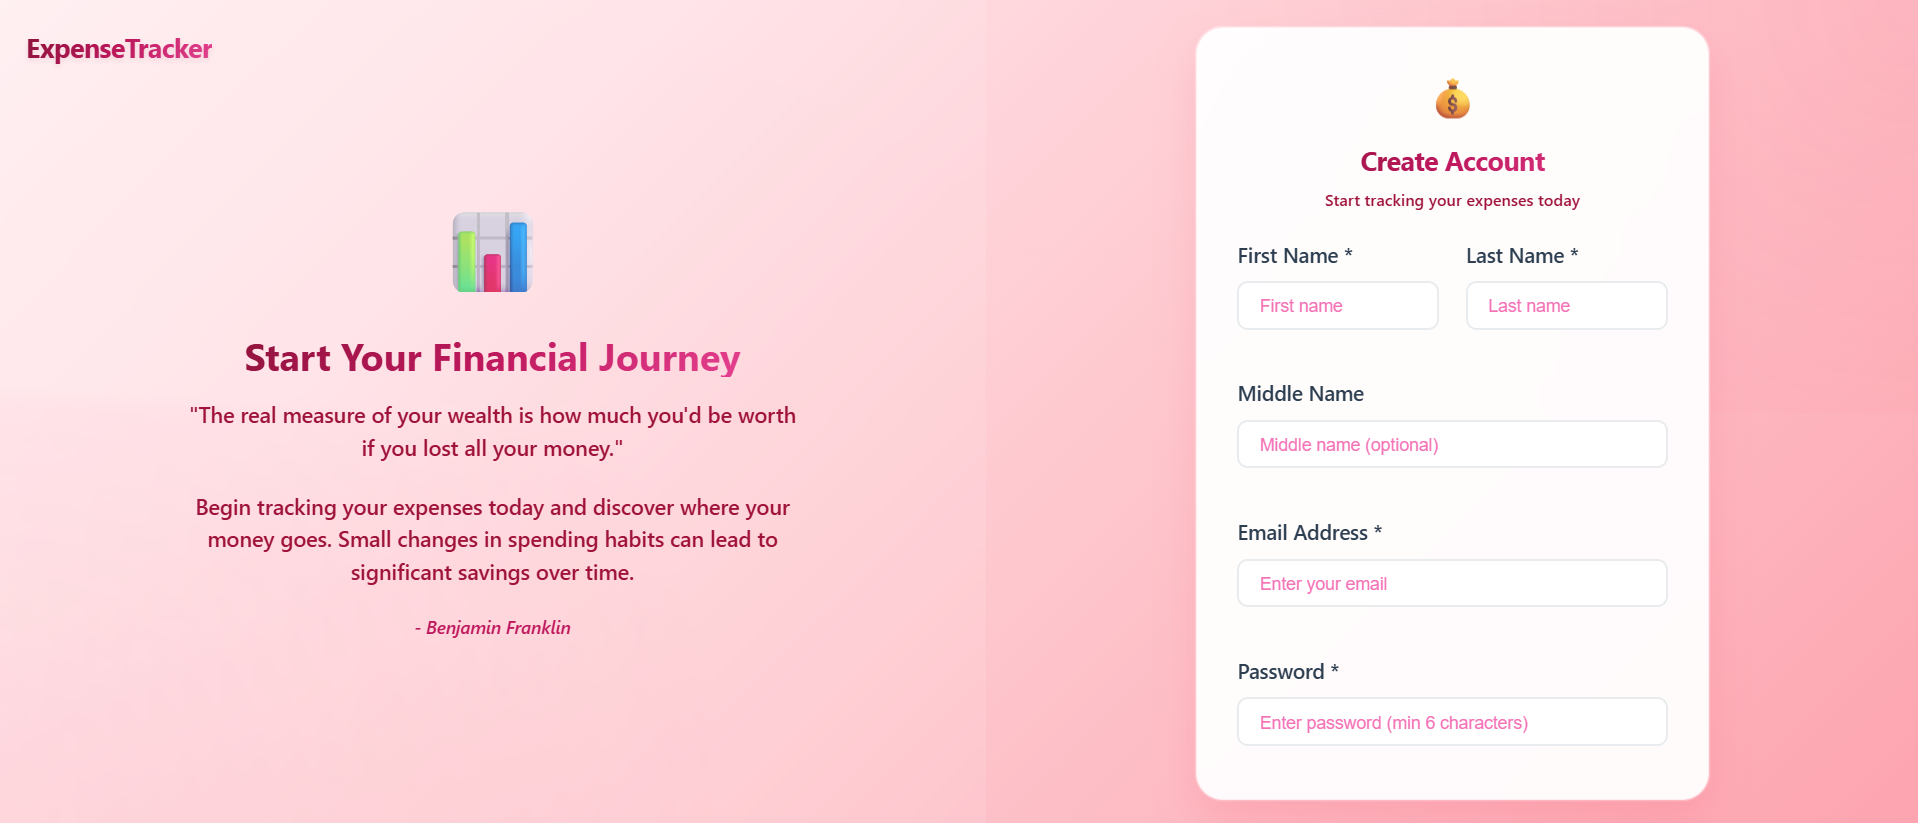 ExpenseTracker
Start Your Financial Journey
"The real measure of your wealth is how much you'd be worth
if you lost all your money."
Begin tracking your expenses today and discover where your
money goes. Small changes in spending habits can lead to
significant savings over time.
- Benjamin Franklin
$
Create Account
Start tracking your expenses today
First Name *
Last Name *
First name
Last name
Middle Name
Middle name (optional)
Email Address *
Enter your email
Password *
Enter password (min 6 characters)